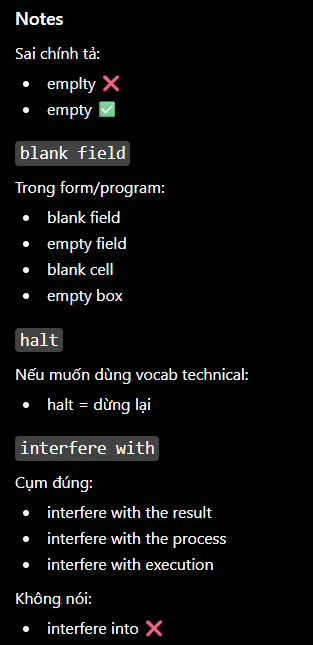 Notes
Sai chính tả:
• emplty ❌
• empty ✅
blank field
Trong form/program:
• blank field
• empty field
• blank cell
• empty box
halt
Nếu muốn dùng vocab technical:
• halt = dừng lại
interfere with
Cụm đúng:
• interfere with the result
• interfere with the process
• interfere with execution
Không nói:
• interfere into ❌